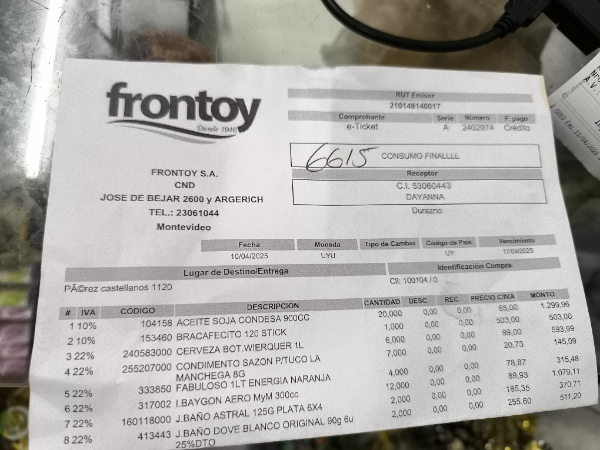 frontoy
Desde 1946
RUT Emisor
210148140017
Comprobante Serie Número F. pago
e-Ticket A 2402974 Crédito
6615 CONSUMO FINALLLL
Receptor
C.I. 53060443
DAYANNA
Durazno
FRONTOY S.A.
CND
JOSE DE BEJAR 2600 y ARGERICH
TEL.: 23061044
Montevideo
Fecha Moneda Tipo de Cambio Código de País Vencimiento
10/04/2025 UYU UY /2025
Lugar de Destino/Entrega Identificación Compra
PÃ©rez castellanos 1120 Cli: 109104 / 0
# IVA CÓDIGO DESCRIPCIÓN CANTIDAD DESC. REC. PRECIO C/IVA MONTO
1 10% 104158 ACEITE SOJA CONDESA 900CC 20,000 0,00 0,00 65,00 1.299,96
2 10% 153460 BRACAFECITO 120 STICK 1,000 0,00 0,00 503,00 503,00
3 22% 240583000 CERVEZA BOT.WIERQUER 1L 6,000 0,00 0,00 99,00 593,99
4 22% 255207000 CONDIMENTO SAZON P/TUCO LA 7,000 0,00 0,00 20,73 145,09
MANCHEGA 8G
5 22% 333850 FABULOSO 1LT ENERGIA NARANJA 4,000 0,00 0,00 78,87 315,48
6 22% 317002 I.BAYGON AERO MyM 300cc 12,000 0,00 0,00 89,93 1.079,11
7 22% 160118000 J.BAÑO ASTRAL 125G PLATA 6X4 2,000 0,00 0,00 185,35 370,71
8 22% 413443 J.BAÑO DOVE BLANCO ORIGINAL 90g 6u 2,000 0,00 0,00 255,60 511,20
25%DTO